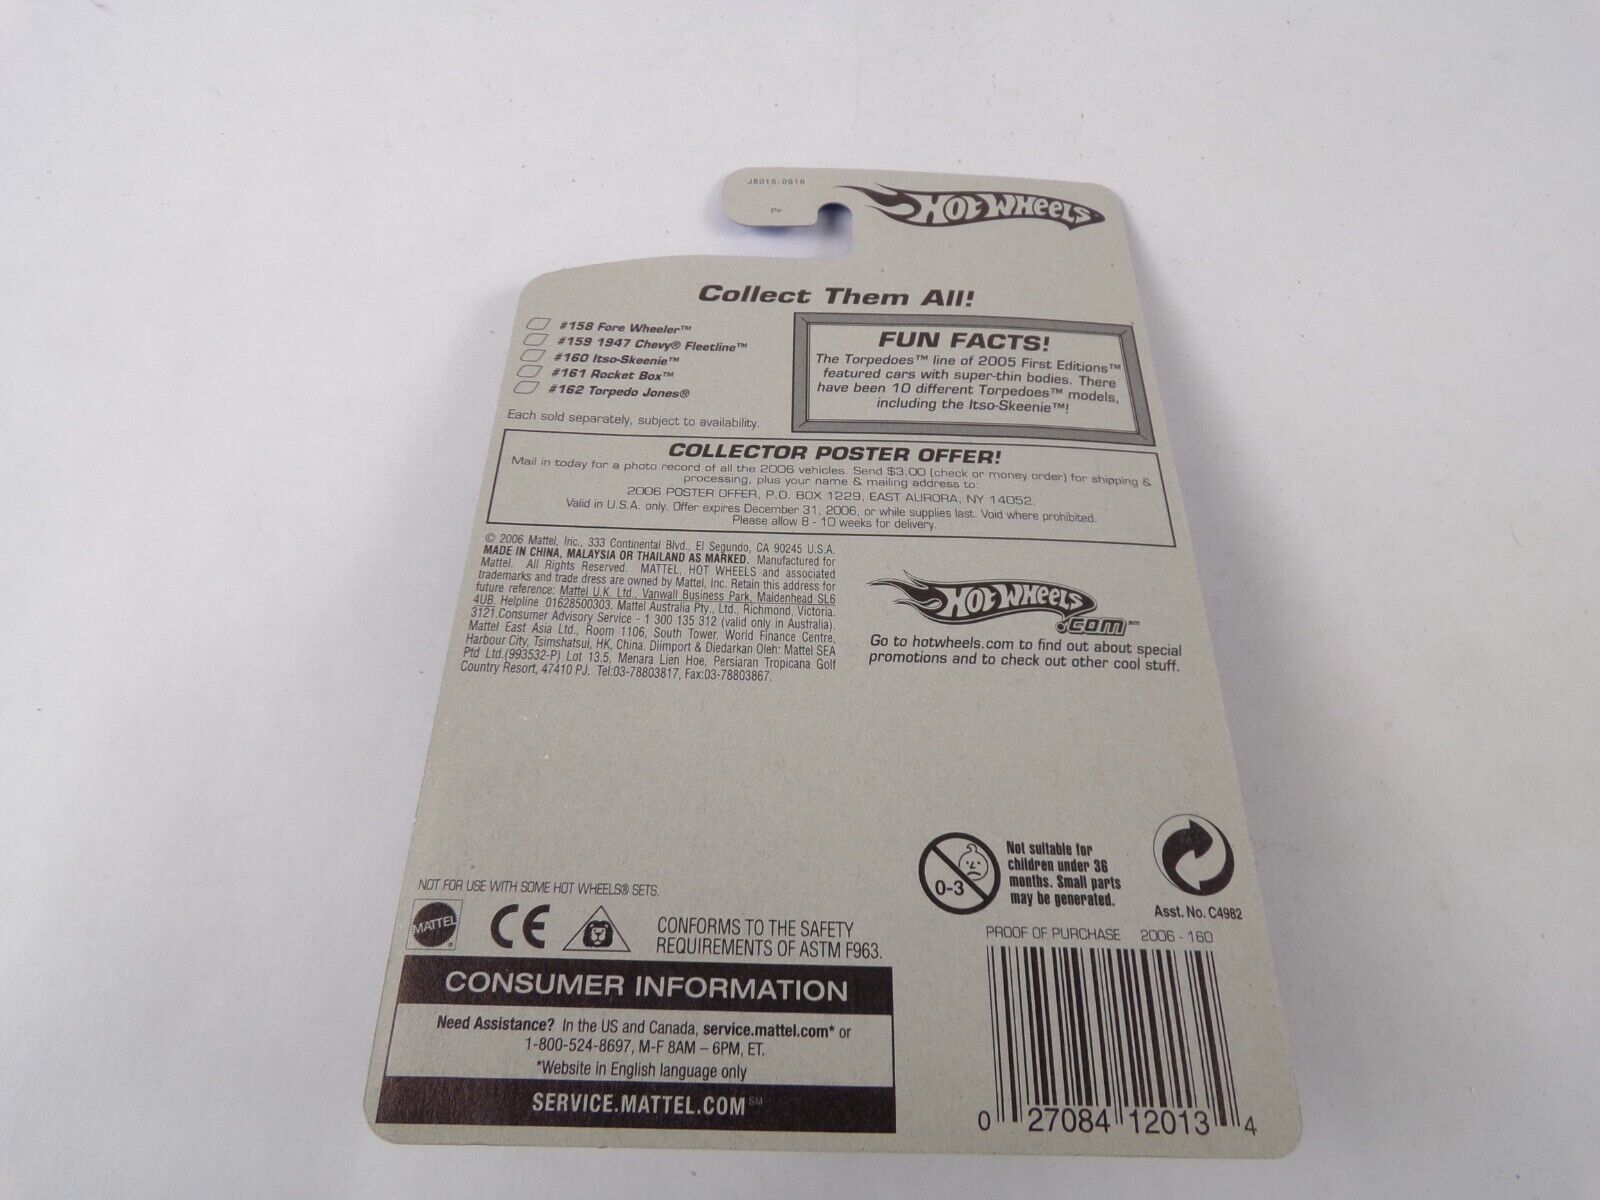 J8015-0916
PP
HOT WHEELS
Collect Them All!
#158 Fore Wheeler™
#159 1947 Chevy® Fleetline™
#160 Itso-Skeenie™
#161 Rocket Box™
#162 Torpedo Jones®
Each sold separately, subject to availability.
FUN FACTS!
The Torpedoes™ line of 2005 First Editions™
featured cars with super-thin bodies. There
have been 10 different Torpedoes™ models,
including the Itso-Skeenie™!
COLLECTOR POSTER OFFER!
Mail in today for a photo record of all the 2006 vehicles. Send $3.00 (check or money order) for shipping &
processing, plus your name & mailing address to:
2006 POSTER OFFER, P.O. BOX 1229, EAST AURORA, NY 14052.
Valid in U.S.A. only. Offer expires December 31, 2006, or while supplies last. Void where prohibited.
Please allow 8 - 10 weeks for delivery.
© 2006 Mattel, Inc., 333 Continental Blvd., El Segundo, CA 90245 U.S.A.
MADE IN CHINA, MALAYSIA OR THAILAND AS MARKED. Manufactured for
Mattel. All Rights Reserved. MATTEL, HOT WHEELS and associated
trademarks and trade dress are owned by Mattel, Inc. Retain this address for
future reference: Mattel U.K. Ltd., Vanwall Business Park, Maidenhead SL6
4UB. Helpline 01628500303. Mattel Australia Pty., Ltd., Richmond, Victoria.
3121.Consumer Advisory Service - 1 300 135 312 (valid only in Australia).
Mattel East Asia Ltd., Room 1106, South Tower, World Finance Centre,
Harbour City, Tsimshatsui, HK, China. Diimport & Diedarkan Oleh: Mattel SEA
Ptd Ltd.(993532-P) Lot 13.5, Menara Lien Hoe, Persiaran Tropicana Golf
Country Resort, 47410 PJ. Tel:03-78803817, Fax:03-78803867.
HOT WHEELS
.com℠
Go to hotwheels.com to find out about special
promotions and to check out other cool stuff.
NOT FOR USE WITH SOME HOT WHEELS® SETS.
MATTEL®
CE
CONFORMS TO THE SAFETY
REQUIREMENTS OF ASTM F963.
0-3
Not suitable for
children under 36
months. Small parts
may be generated.
Asst. No. C4982
PROOF OF PURCHASE 2006 - 160
0 27084 12013 4
CONSUMER INFORMATION
Need Assistance? In the US and Canada, service.mattel.com* or
1-800-524-8697, M-F 8AM – 6PM, ET.
*Website in English language only
SERVICE.MATTEL.COM℠